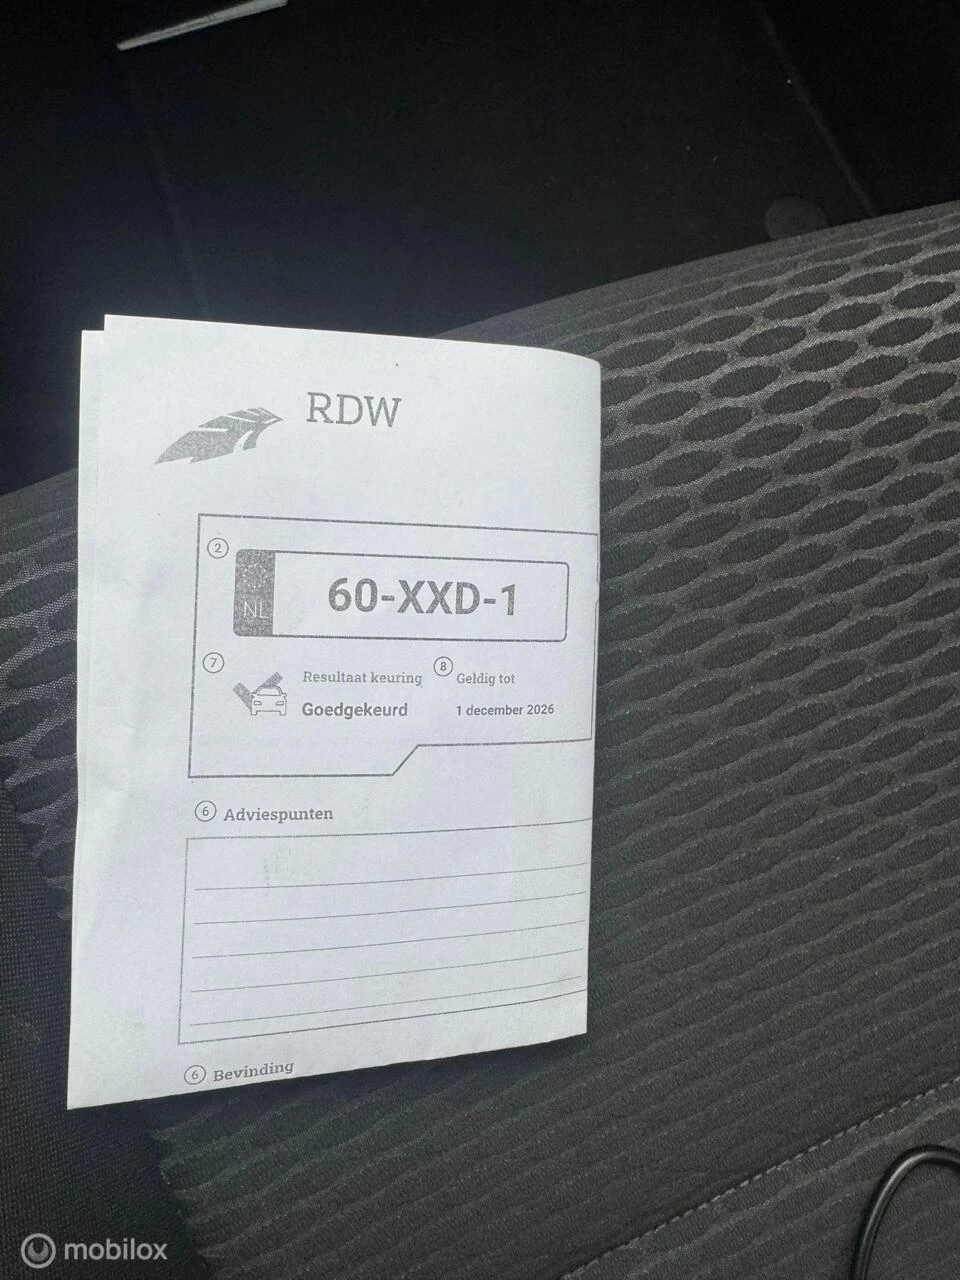 RDW
2
NL
60-XXD-1
7
Resultaat keuring
8
Geldig tot
Goedgekeurd
1 december 2026
6 Adviespunten
6 Bevinding
mobilox